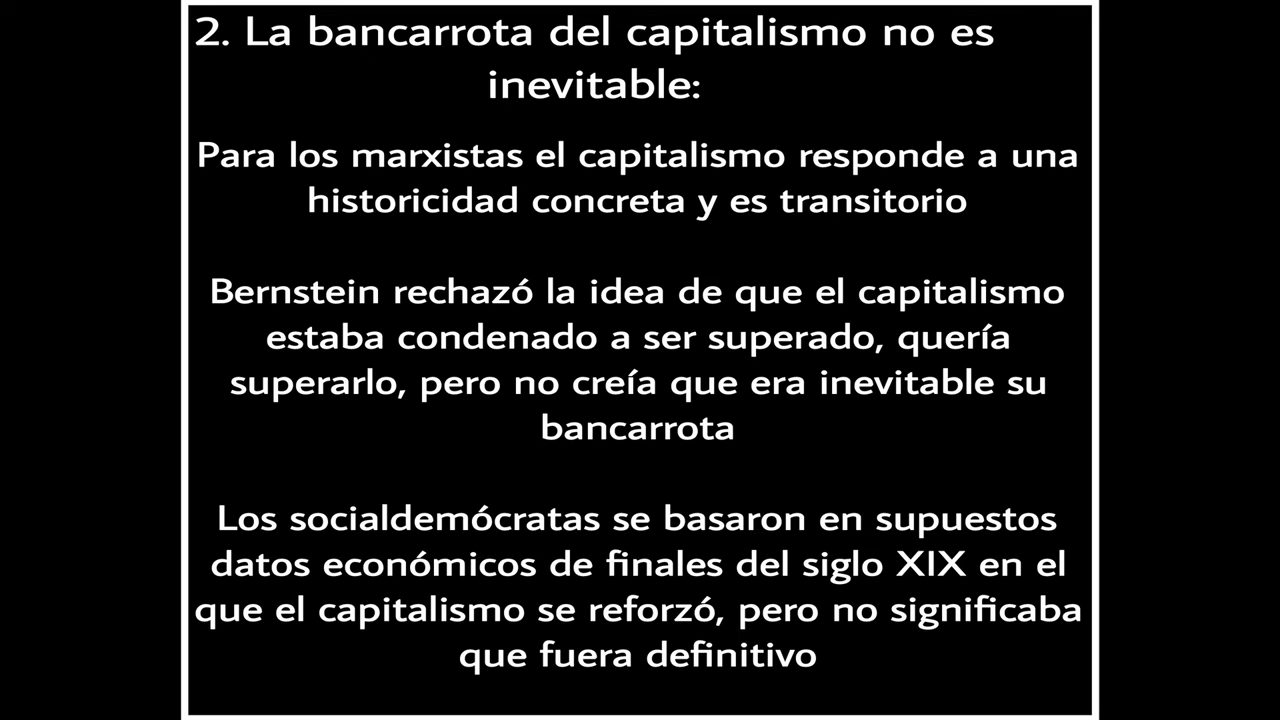 2. La bancarrota del capitalismo no es
inevitable:
Para los marxistas el capitalismo responde a una
historicidad concreta y es transitorio
Bernstein rechazó la idea de que el capitalismo
estaba condenado a ser superado, quería
superarlo, pero no creía que era inevitable su
bancarrota
Los socialdemócratas se basaron en supuestos
datos económicos de finales del siglo XIX en el
que el capitalismo se reforzó, pero no significaba
que fuera definitivo